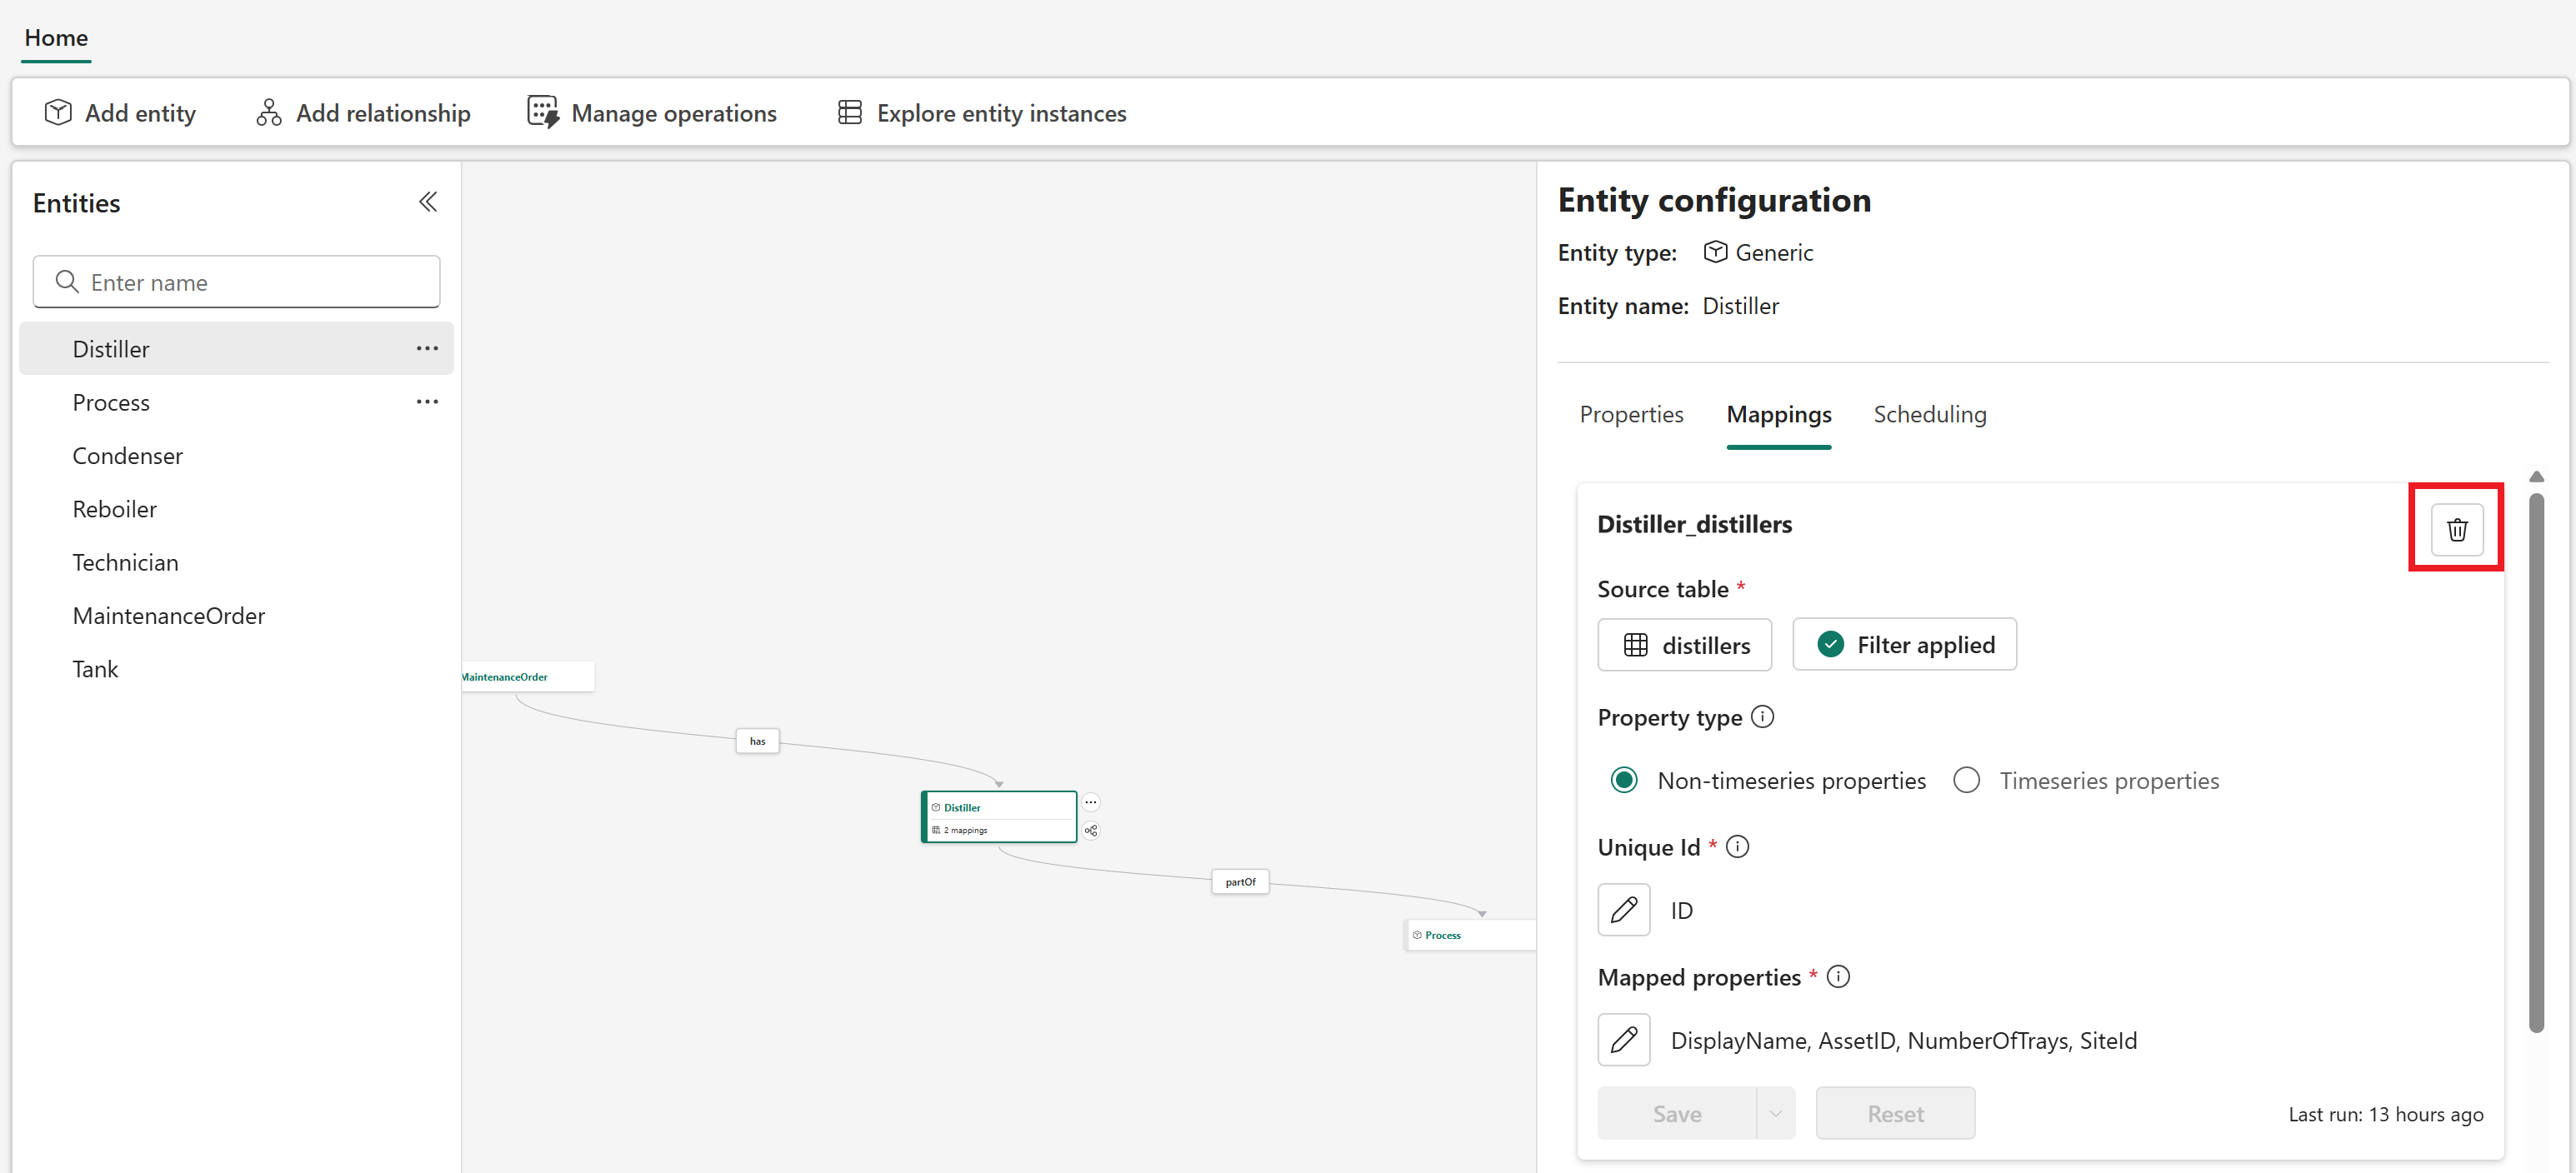 Home
Add entity
Add relationship
Manage operations
Explore entity instances
Entities
Enter name
Distiller
Process
Condenser
Reboiler
Technician
MaintenanceOrder
Tank
MaintenanceOrder
has
Distiller
2 mappings
partOf
Process
Entity configuration
Entity type: Generic
Entity name: Distiller
Properties Mappings Scheduling
Distiller_distillers
Source table *
distillers Filter applied
Property type
Non-timeseries properties Timeseries properties
Unique Id *
ID
Mapped properties *
DisplayName, AssetID, NumberOfTrays, SiteId
Save Reset Last run: 13 hours ago